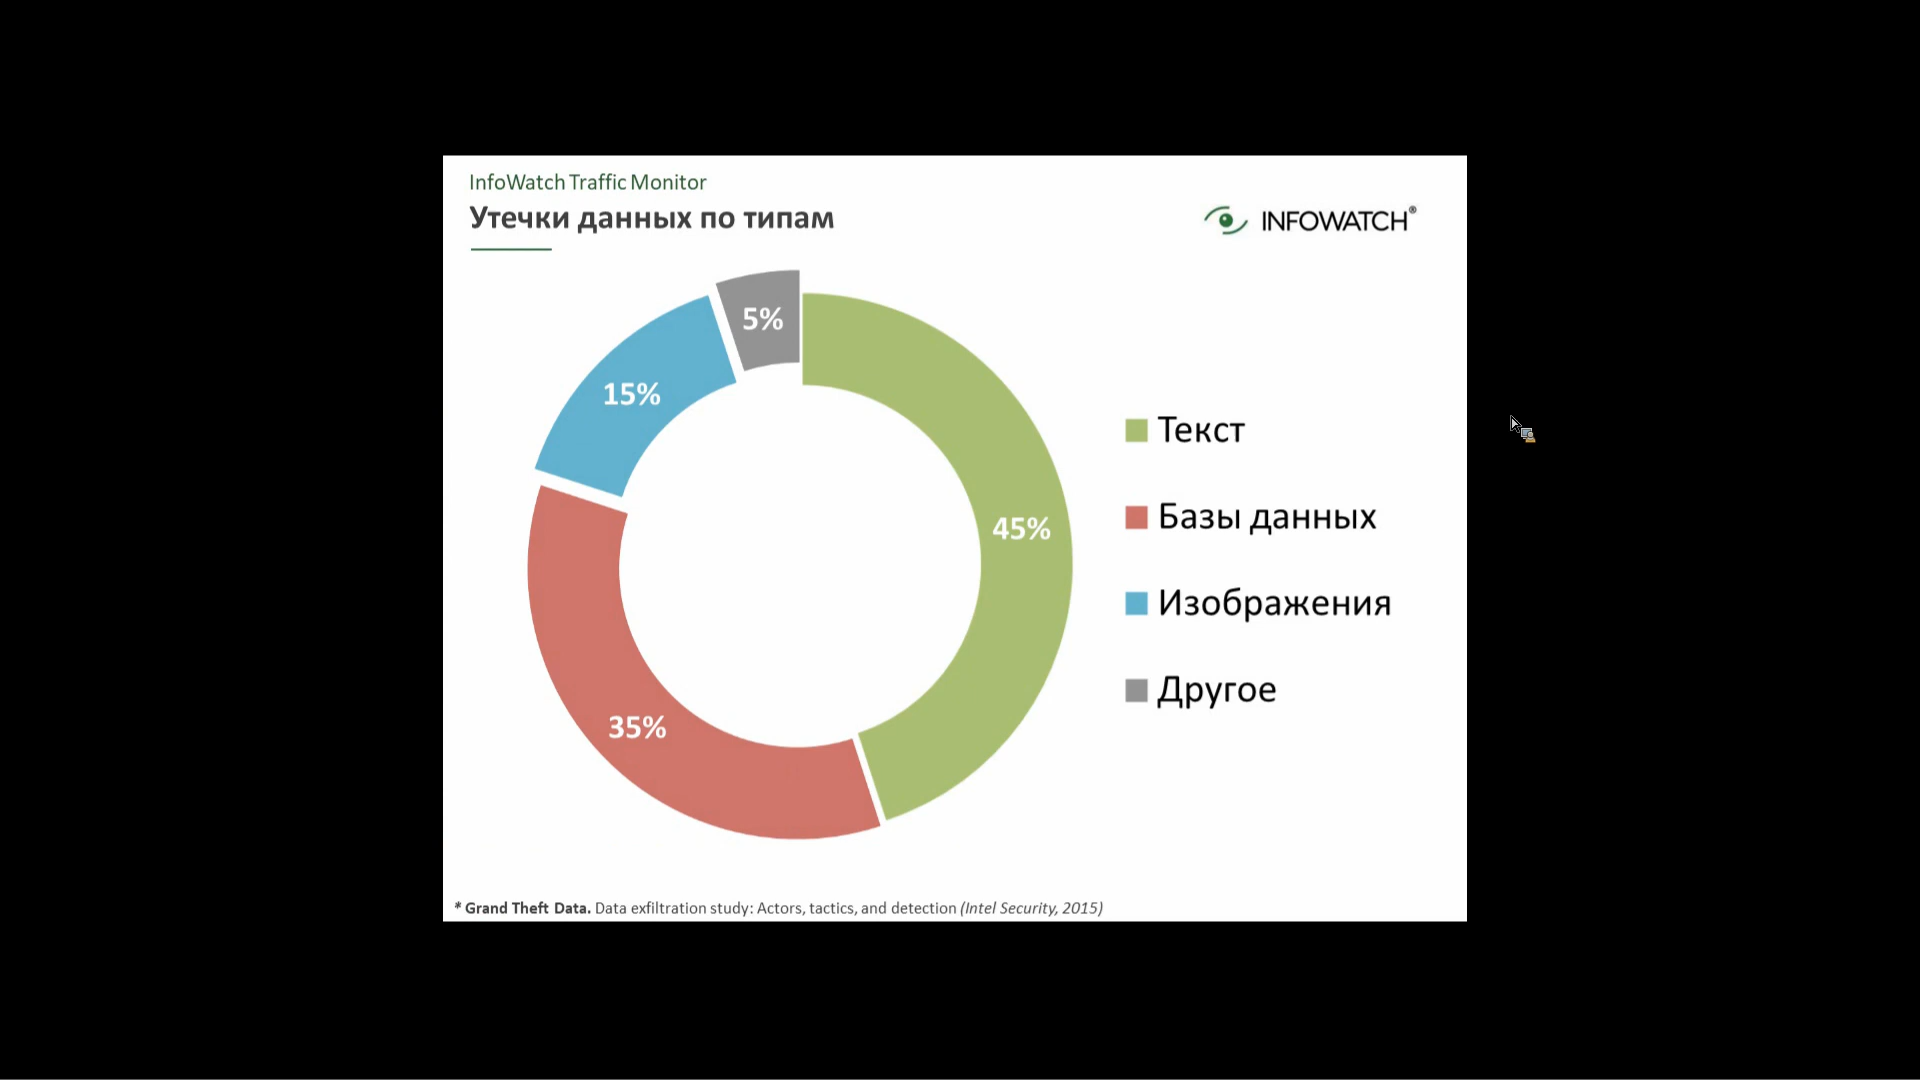 InfoWatch Traffic Monitor
Утечки данных по типам
INFOWATCH®
5%
15%
45%
35%
Текст
Базы данных
Изображения
Другое
* Grand Theft Data. Data exfiltration study: Actors, tactics, and detection (Intel Security, 2015)